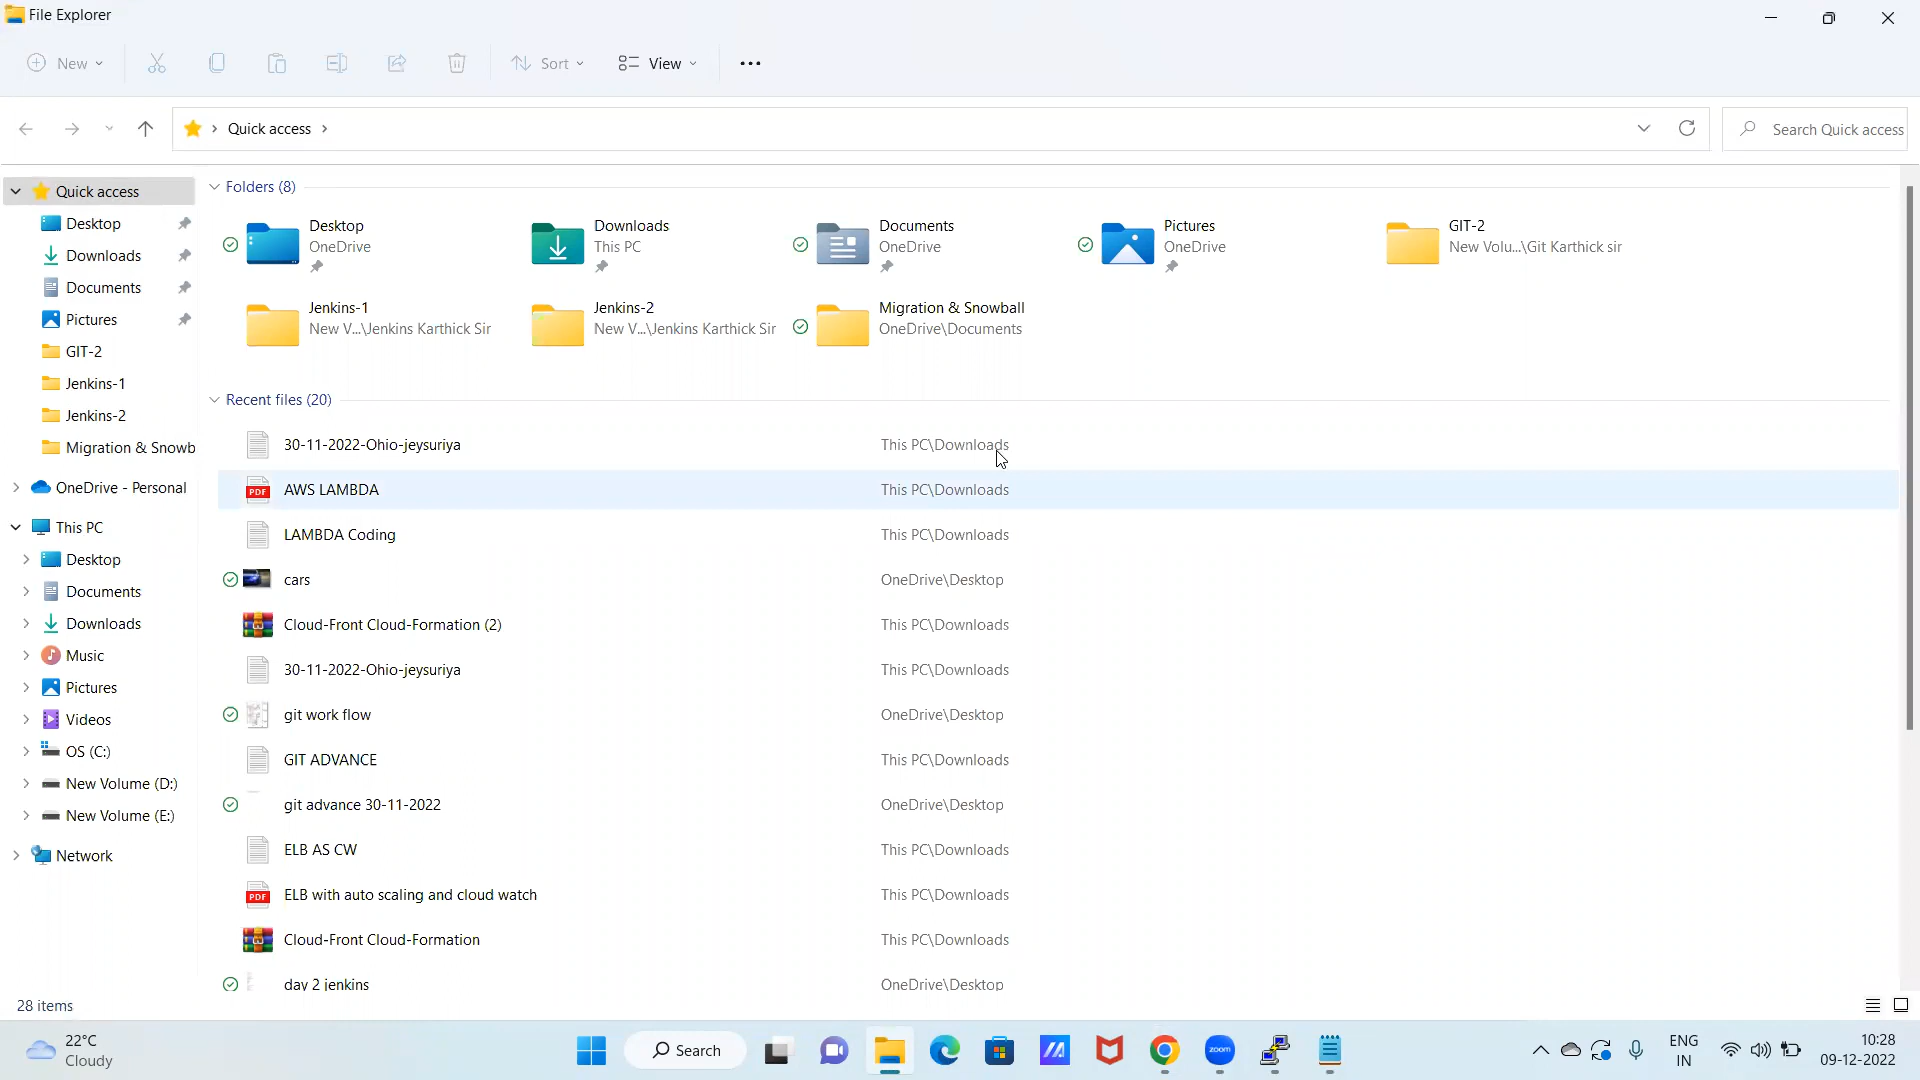 File Explorer
New
Sort
View
Quick access
Search Quick access
Quick access
Desktop
Downloads
Documents
Pictures
GIT-2
Jenkins-1
Jenkins-2
Migration & Snowb
OneDrive - Personal
This PC
Desktop
Documents
Downloads
Music
Pictures
Videos
OS (C:)
New Volume (D:)
New Volume (E:)
Network
Folders (8)
Desktop
OneDrive
Downloads
This PC
Documents
OneDrive
Pictures
OneDrive
GIT-2
New Volu...\Git Karthick sir
Jenkins-1
New V...\Jenkins Karthick Sir
Jenkins-2
New V...\Jenkins Karthick Sir
Migration & Snowball
OneDrive\Documents
Recent files (20)
30-11-2022-Ohio-jeysuriya This PC\Downloads
PDF AWS LAMBDA This PC\Downloads
LAMBDA Coding This PC\Downloads
cars OneDrive\Desktop
Cloud-Front Cloud-Formation (2) This PC\Downloads
30-11-2022-Ohio-jeysuriya This PC\Downloads
git work flow OneDrive\Desktop
GIT ADVANCE This PC\Downloads
git advance 30-11-2022 OneDrive\Desktop
ELB AS CW This PC\Downloads
PDF ELB with auto scaling and cloud watch This PC\Downloads
Cloud-Front Cloud-Formation This PC\Downloads
day 2 jenkins OneDrive\Desktop
28 items
22°C
Cloudy
Search
zoom
ENG
IN
10:28
09-12-2022